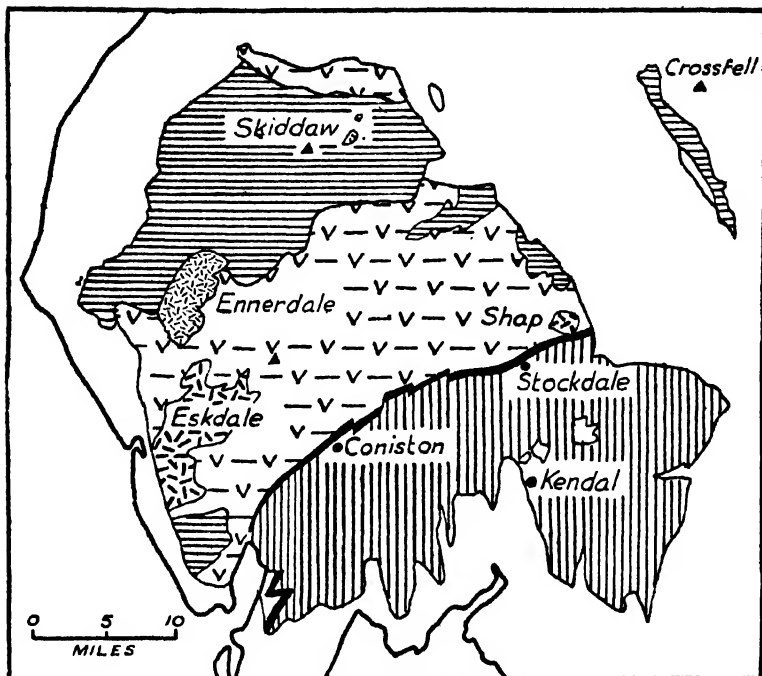 Crossfell
Skiddaw
Ennerdale
Shap
Stockdale
Eskdale
Coniston
Kendal
0 5 10
MILES